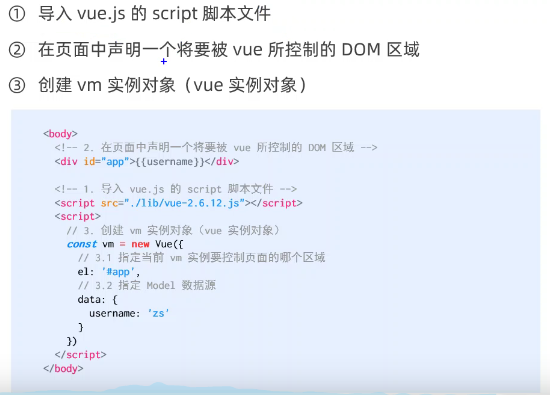 ① 导入 vue.js 的 script 脚本文件
② 在页面中声明一个将要被 vue 所控制的 DOM 区域
③ 创建 vm 实例对象（vue 实例对象）
<body>
<!-- 2. 在页面中声明一个将要被 vue 所控制的 DOM 区域 -->
<div id="app">{{username}}</div>
<!-- 1. 导入 vue.js 的 script 脚本文件 -->
<script src="./lib/vue-2.6.12.js"></script>
<script>
// 3. 创建 vm 实例对象（vue 实例对象）
const vm = new Vue({
// 3.1 指定当前 vm 实例要控制页面的哪个区域
el: '#app',
// 3.2 指定 Model 数据源
data: {
username: 'zs'
}
})
</script>
</body>